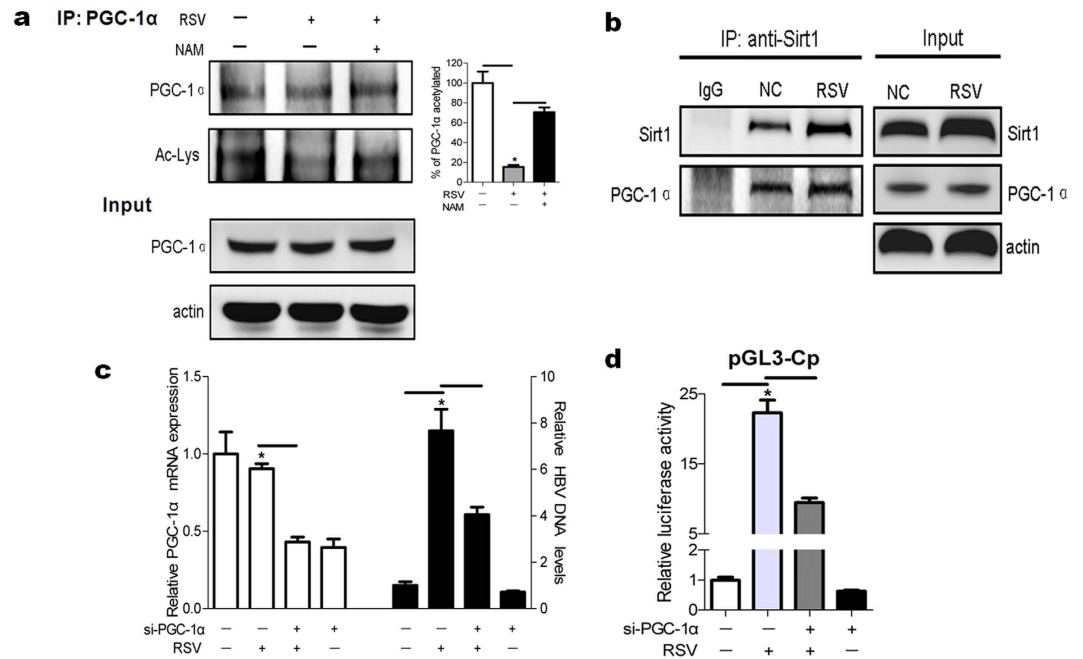 a
IP: PGC-1α
RSV — + +
NAM — — +
PGC-1α
Ac-Lys
Input
PGC-1α
actin
% of PGC-1α acetylated
120
100
80
60
40
20
0
*
RSV — + +
NAM — — +
b
IP: anti-Sirt1 Input
IgG NC RSV NC RSV
Sirt1 Sirt1
PGC-1α PGC-1α
actin
c
Relative PGC-1α mRNA expression
1.5
1.0
0.5
0.0
* *
10
8
6
4
2
0
Relative HBV DNA levels
si-PGC-1α — — + + — — + +
RSV — + + — — + + —
d
pGL3-Cp
Relative luciferase activity
25
15
5
2
1
0
*
si-PGC-1α — — + +
RSV — + + —